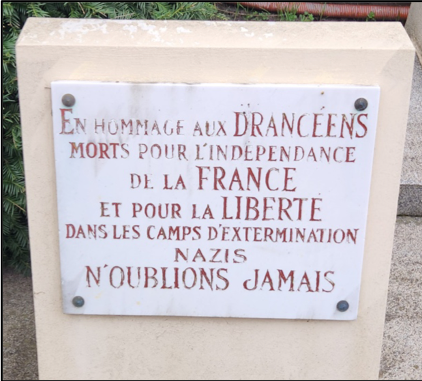 EN HOMMAGE AUX DRANCÉENS
MORTS POUR L'INDÉPENDANCE
DE LA FRANCE
ET POUR LA LIBERTÉ
DANS LES CAMPS D'EXTERMINATION
NAZIS
N'OUBLIONS JAMAIS